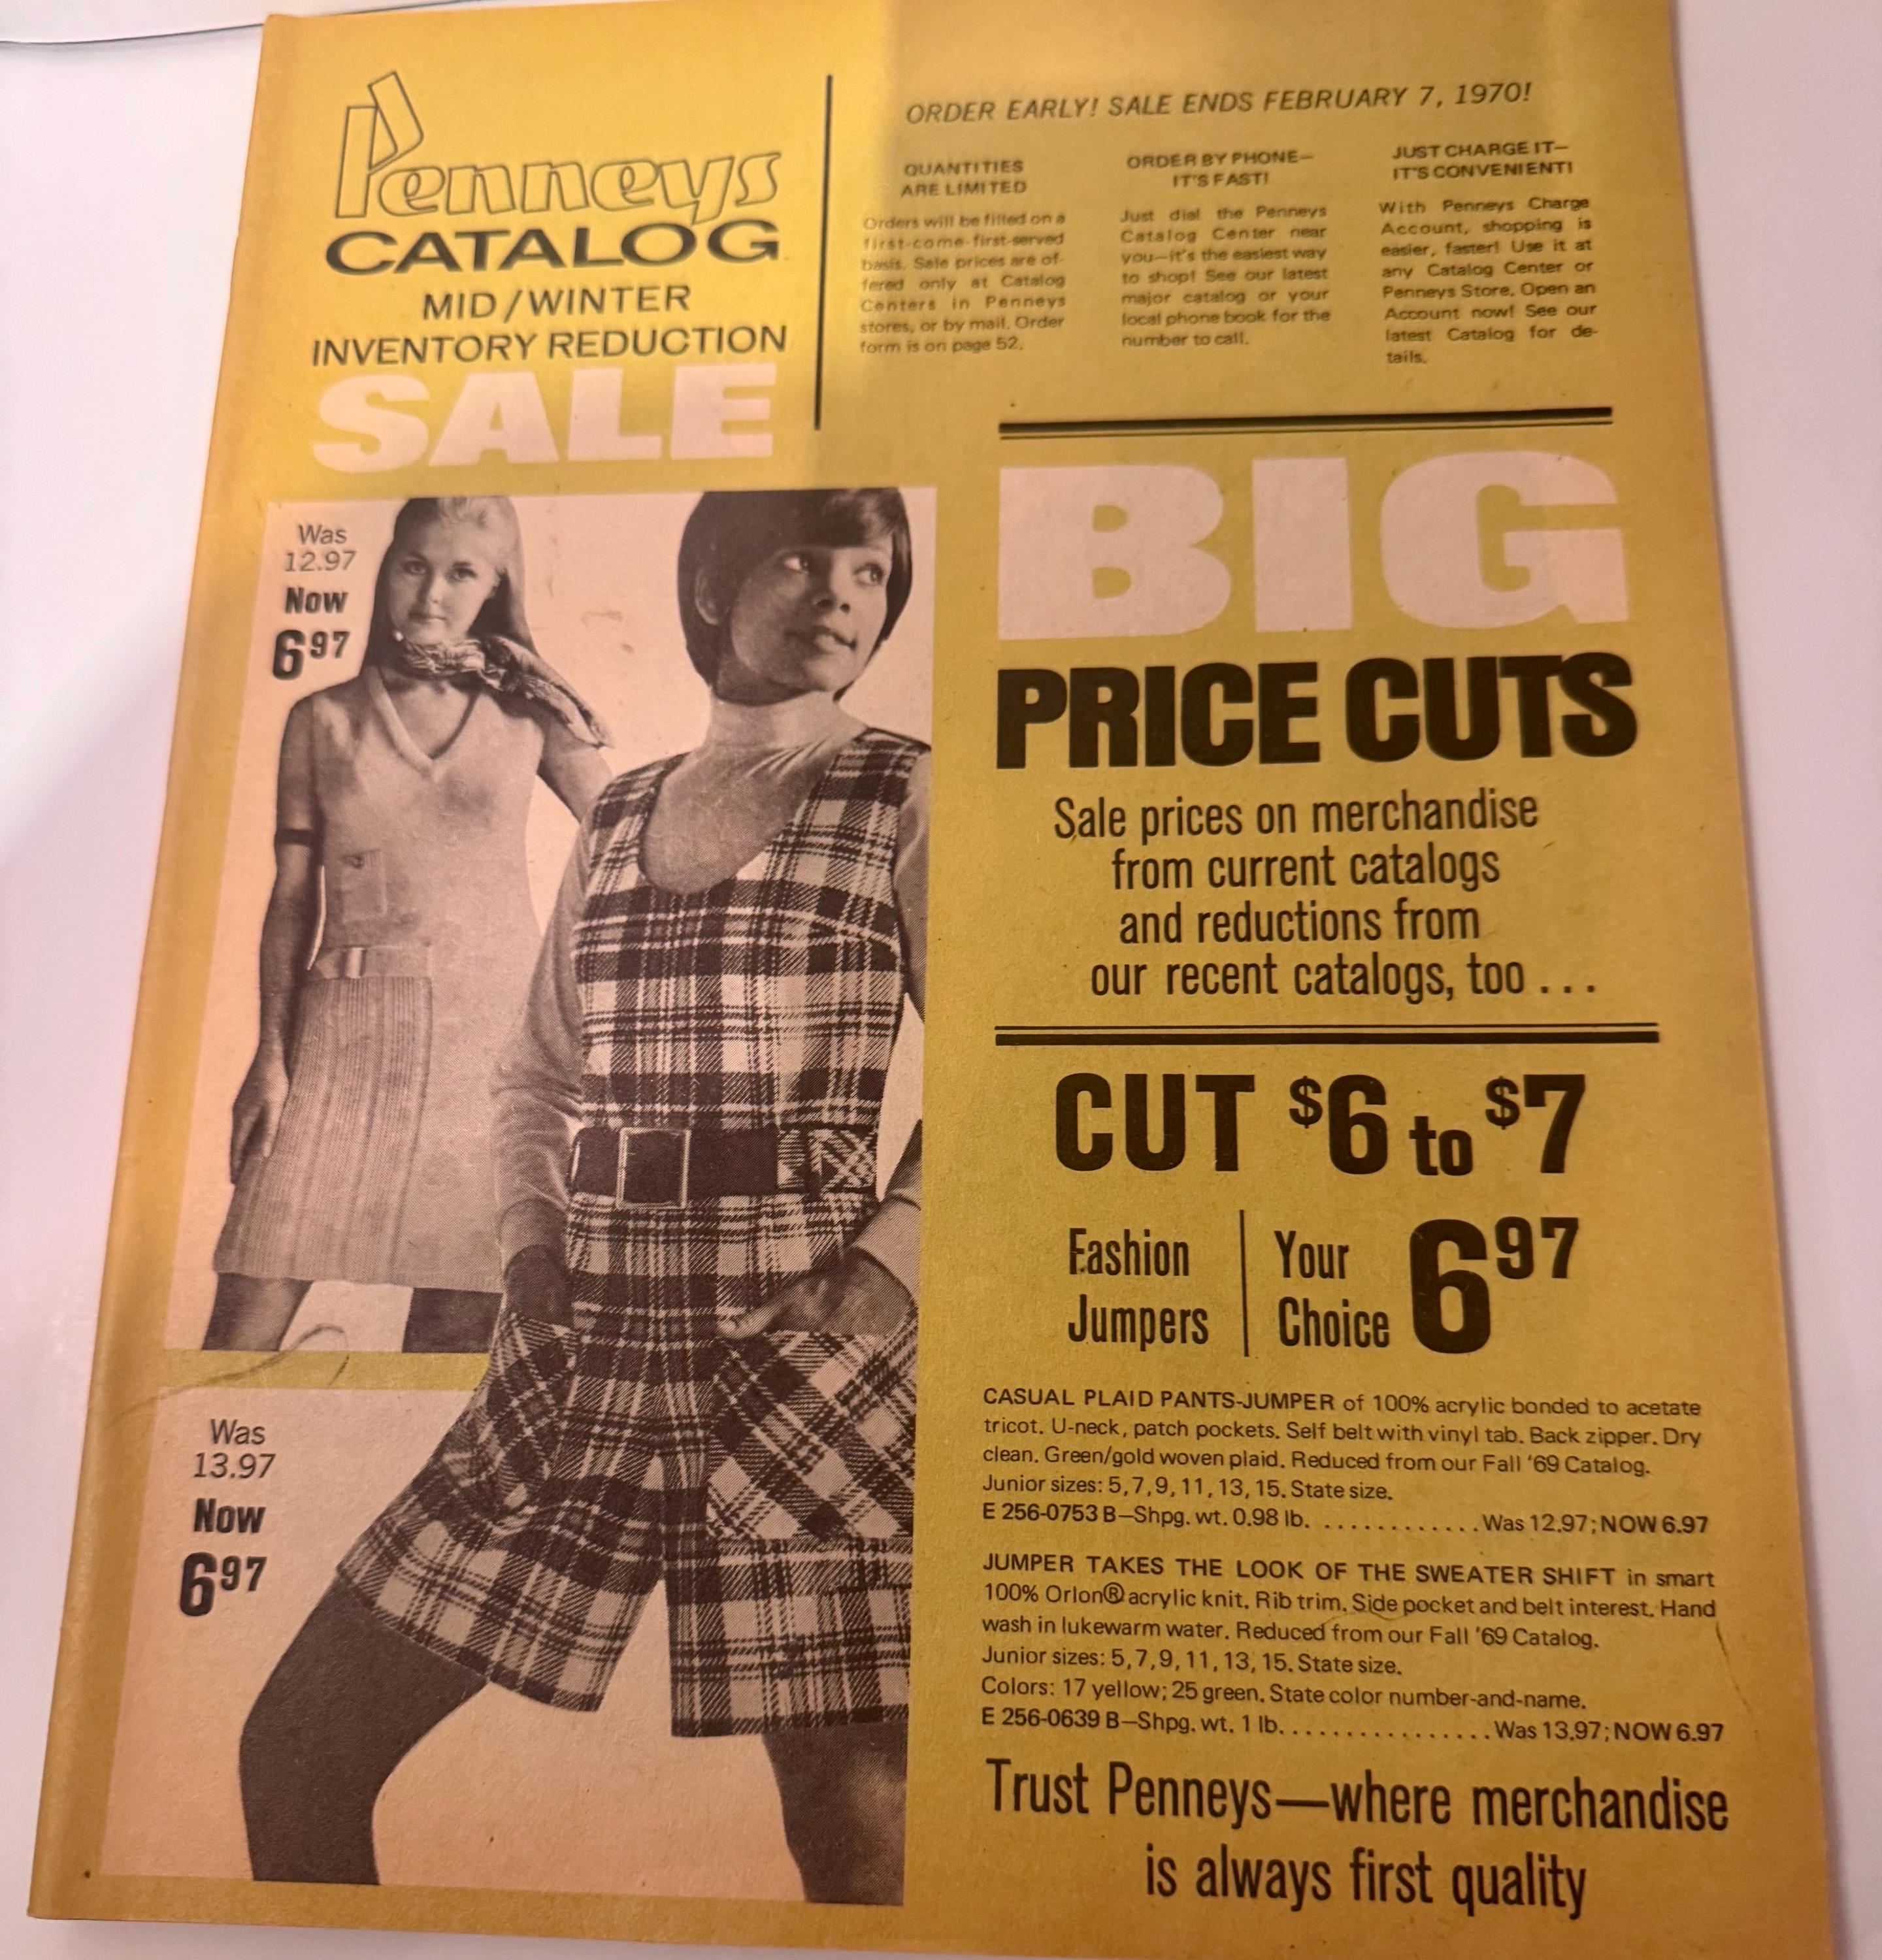 Penneys
CATALOG
MID/WINTER
INVENTORY REDUCTION
SALE
ORDER EARLY! SALE ENDS FEBRUARY 7, 1970!
QUANTITIES
ARE LIMITED
Orders will be filled on a
first-come-first-served
basis. Sale prices are of-
fered only at Catalog
Centers in Penneys
stores, or by mail. Order
form is on page 52.
ORDER BY PHONE—
IT'S FAST!
Just dial the Penneys
Catalog Center near
you—it's the easiest way
to shop! See our latest
major catalog or your
local phone book for the
number to call.
JUST CHARGE IT—
IT'S CONVENIENT!
With Penneys Charge
Account, shopping is
easier, faster! Use it at
any Catalog Center or
Penneys Store. Open an
Account now! See our
latest Catalog for de-
tails.
Was
12.97
Now
6 97
Was
13.97
Now
6 97
BIG
PRICE CUTS
Sale prices on merchandise
from current catalogs
and reductions from
our recent catalogs, too . . .
CUT $6 to $7
Fashion
Jumpers
Your
Choice
6 97
CASUAL PLAID PANTS-JUMPER of 100% acrylic bonded to acetate
tricot. U-neck, patch pockets. Self belt with vinyl tab. Back zipper. Dry
clean. Green/gold woven plaid. Reduced from our Fall '69 Catalog.
Junior sizes: 5, 7, 9, 11, 13, 15. State size.
E 256-0753 B—Shpg. wt. 0.98 lb. . . . . . . . . . . . . Was 12.97; NOW 6.97
JUMPER TAKES THE LOOK OF THE SWEATER SHIFT in smart
100% Orlon® acrylic knit. Rib trim. Side pocket and belt interest. Hand
wash in lukewarm water. Reduced from our Fall '69 Catalog.
Junior sizes: 5, 7, 9, 11, 13, 15. State size.
Colors: 17 yellow; 25 green. State color number-and-name.
E 256-0639 B—Shpg. wt. 1 lb. . . . . . . . . . . . . . . . Was 13.97; NOW 6.97
Trust Penneys—where merchandise
is always first quality